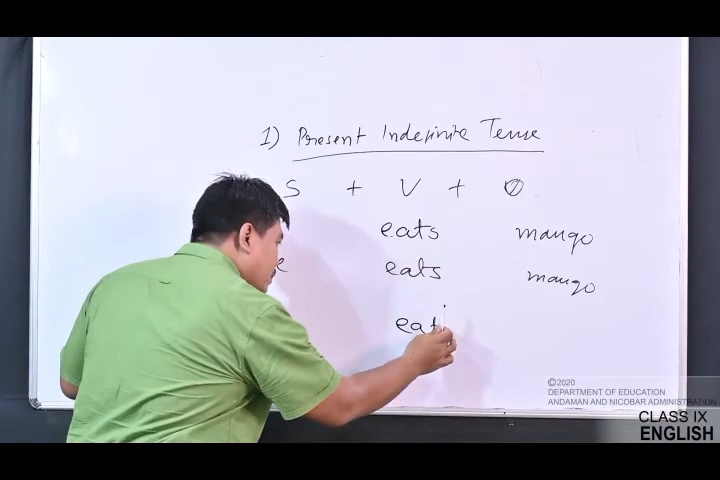 1) Present Indefinite Tense
S + V + O
eats mango
e eats mango
eat
©2020
DEPARTMENT OF EDUCATION
ANDAMAN AND NICOBAR ADMINISTRATION
CLASS IX
ENGLISH